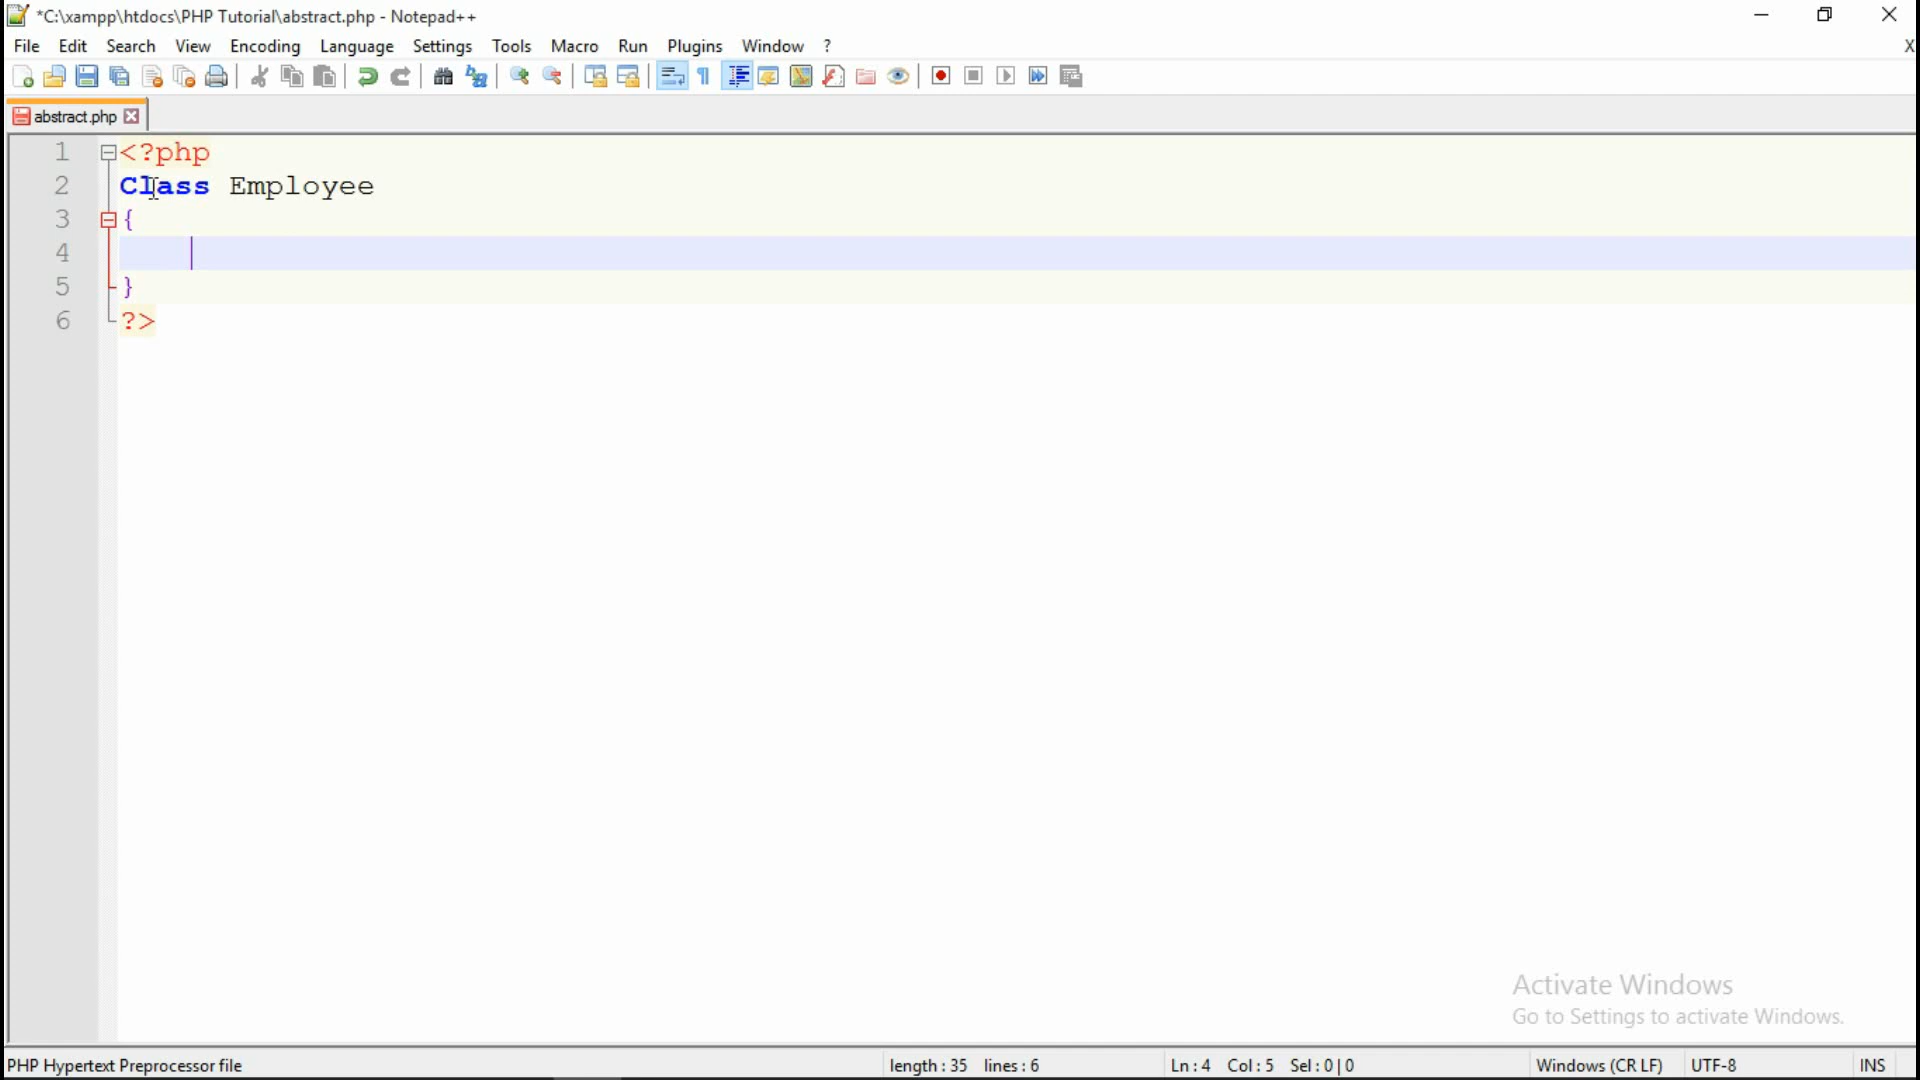 *C:\xampp\htdocs\PHP Tutorial\abstract.php - Notepad++
File Edit Search View Encoding Language Settings Tools Macro Run Plugins Window ? X
abstract.php
1 <?php
2 Class Employee
3 {
4
5 }
6 ?>
Activate Windows
Go to Settings to activate Windows.
PHP Hypertext Preprocessor file length : 35 lines : 6 Ln : 4 Col : 5 Sel : 0 | 0 Windows (CR LF) UTF-8 INS